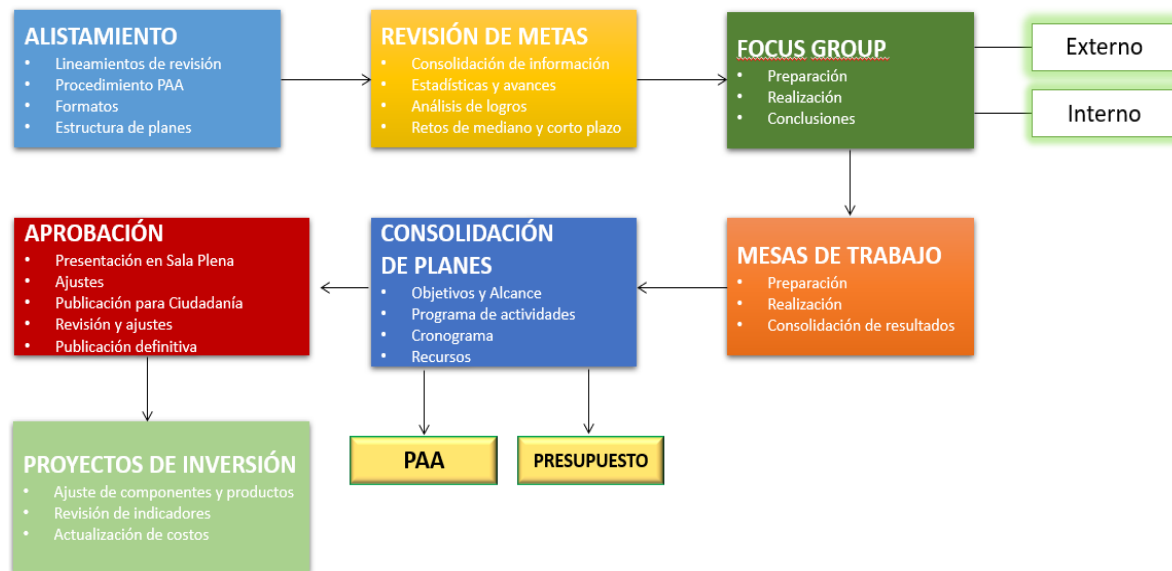 ALISTAMIENTO
• Lineamientos de revisión
• Procedimiento PAA
• Formatos
• Estructura de planes
REVISIÓN DE METAS
• Consolidación de información
• Estadísticas y avances
• Análisis de logros
• Retos de mediano y corto plazo
FOCUS GROUP
• Preparación
• Realización
• Conclusiones
Externo
Interno
APROBACIÓN
• Presentación en Sala Plena
• Ajustes
• Publicación para Ciudadanía
• Revisión y ajustes
• Publicación definitiva
CONSOLIDACIÓN
DE PLANES
• Objetivos y Alcance
• Programa de actividades
• Cronograma
• Recursos
MESAS DE TRABAJO
• Preparación
• Realización
• Consolidación de resultados
PROYECTOS DE INVERSIÓN
• Ajuste de componentes y productos
• Revisión de indicadores
• Actualización de costos
PAA
PRESUPUESTO